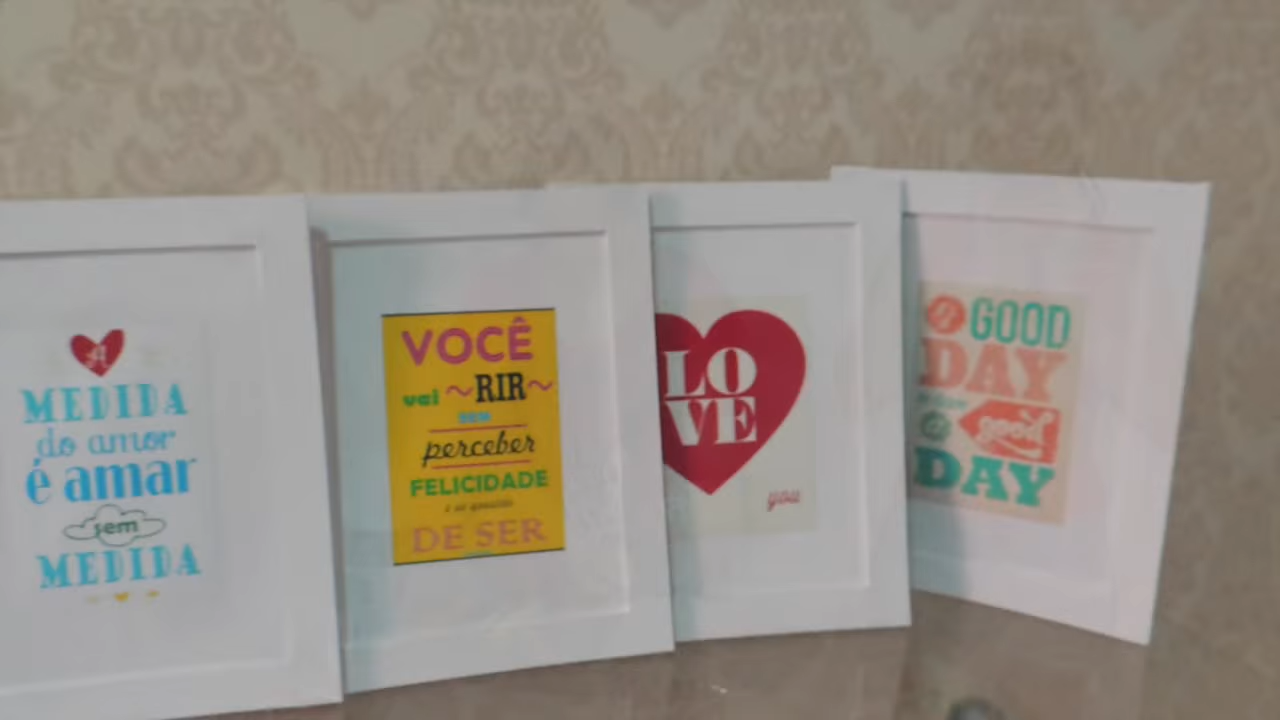 A
MEDIDA
do amor
é amar
sem
MEDIDA
VOCÊ
vai ~RIR~
SEM
perceber
FELICIDADE
DE SER
LO
VE
you
GOOD
DAY
a good
DAY